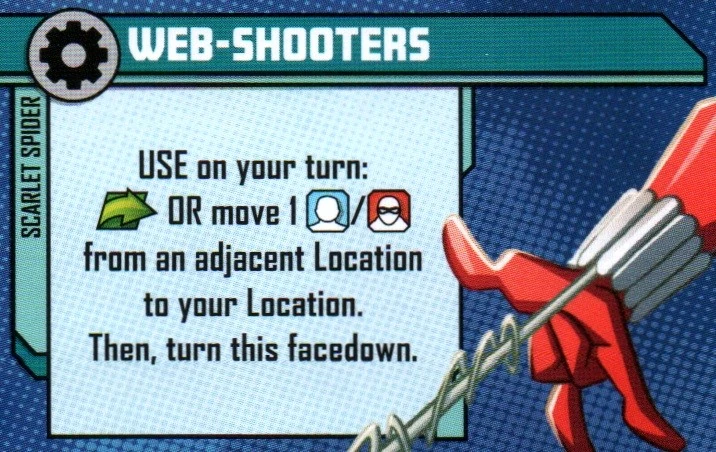 WEB-SHOOTERS
SCARLET SPIDER
USE on your turn:
OR move 1 /
from an adjacent Location
to your Location.
Then, turn this facedown.